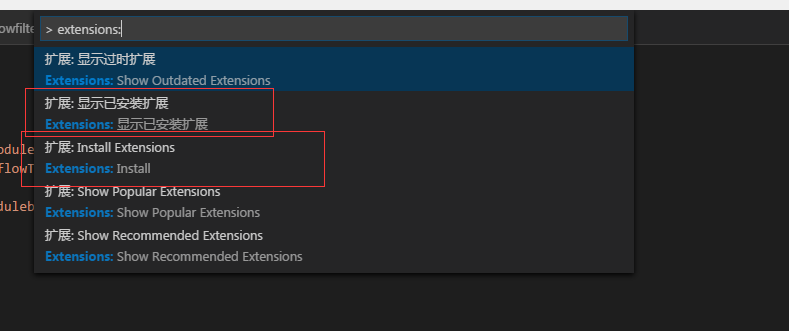 owfilte
> extensions:
扩展: 显示过时扩展
Extensions: Show Outdated Extensions
扩展: 显示已安装扩展
Extensions: 显示已安装扩展
扩展: Install Extensions
Extensions: Install
扩展: Show Popular Extensions
Extensions: Show Popular Extensions
扩展: Show Recommended Extensions
Extensions: Show Recommended Extensions
odule
flowT
duleb